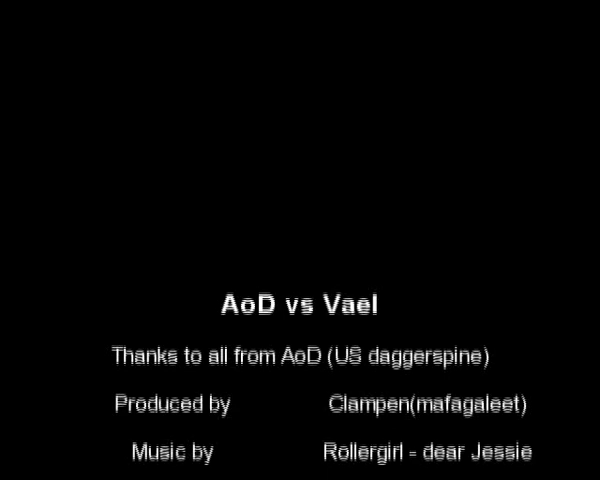 AoD vs Vael
Thanks to all from AoD (US daggerspine)
Produced by Clampen(mafagaleet)
Music by Rollergirl - dear Jessie